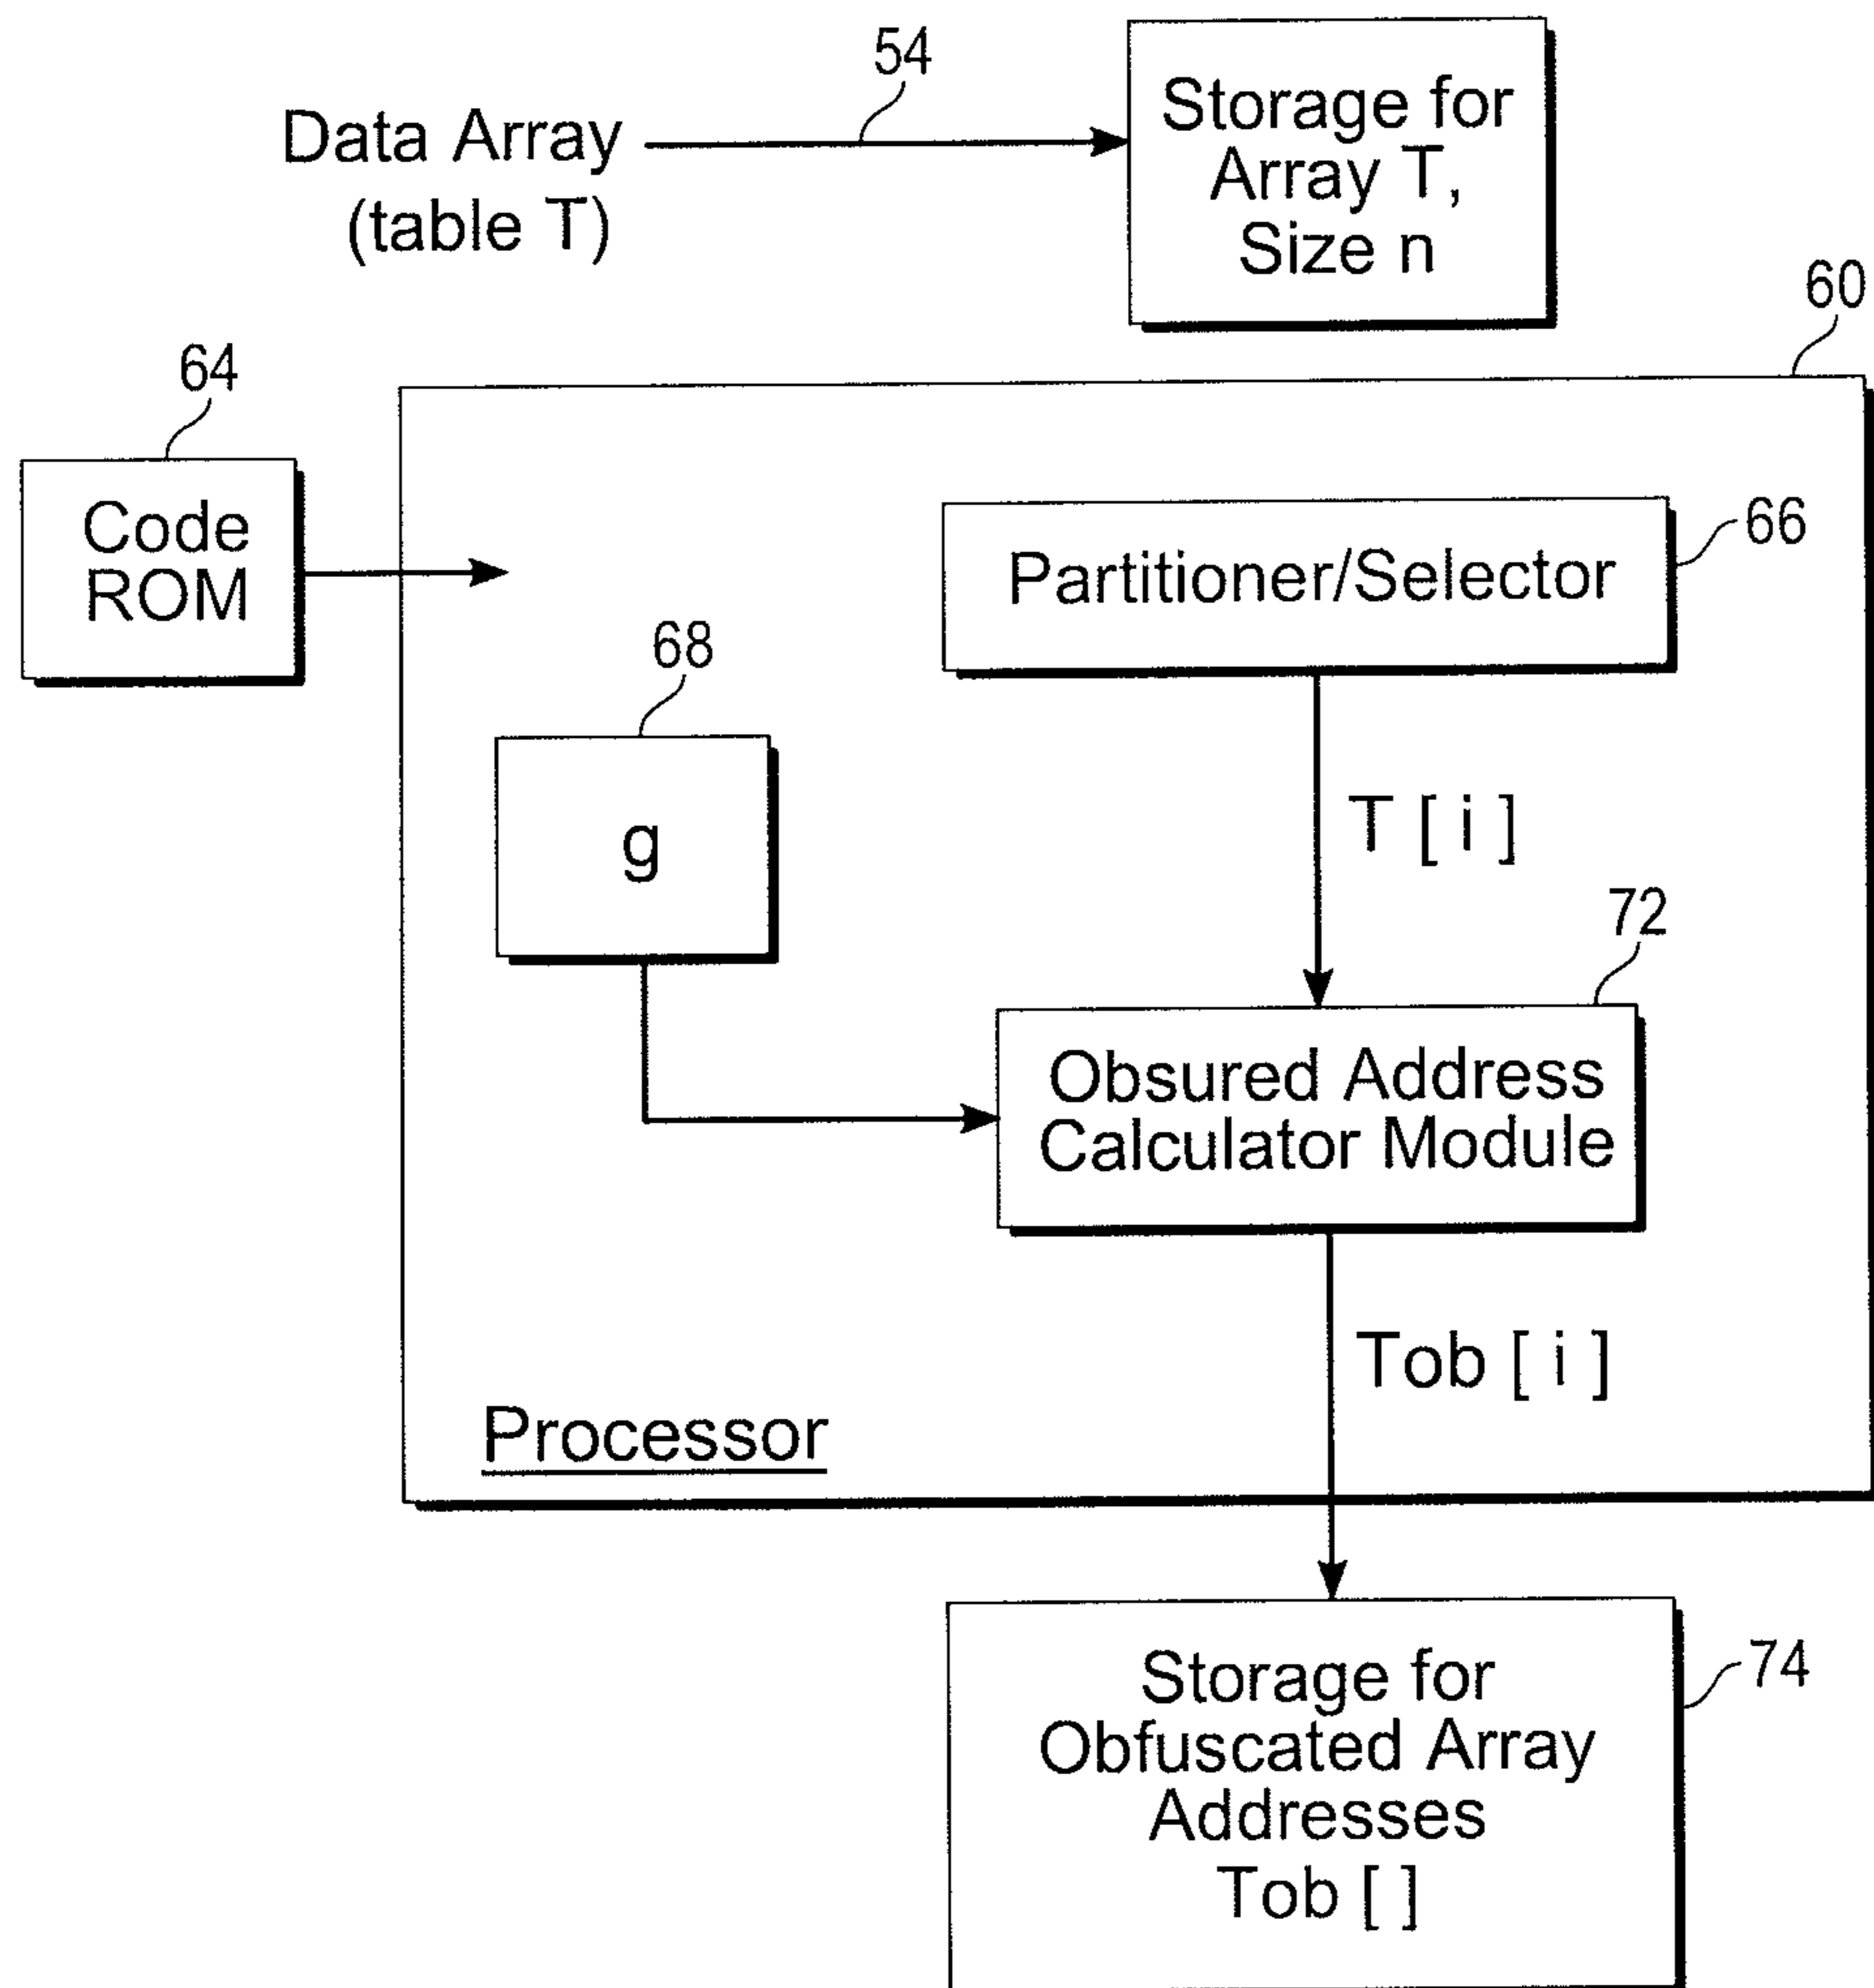 54
Data Array
(table T)
Storage for
Array T,
Size n
60
64
Code
ROM
Partitioner/Selector
66
68
g
T [ i ]
72
Obsured Address
Calculator Module
Tob [ i ]
Processor
Storage for
Obfuscated Array
Addresses
Tob [ ]
74